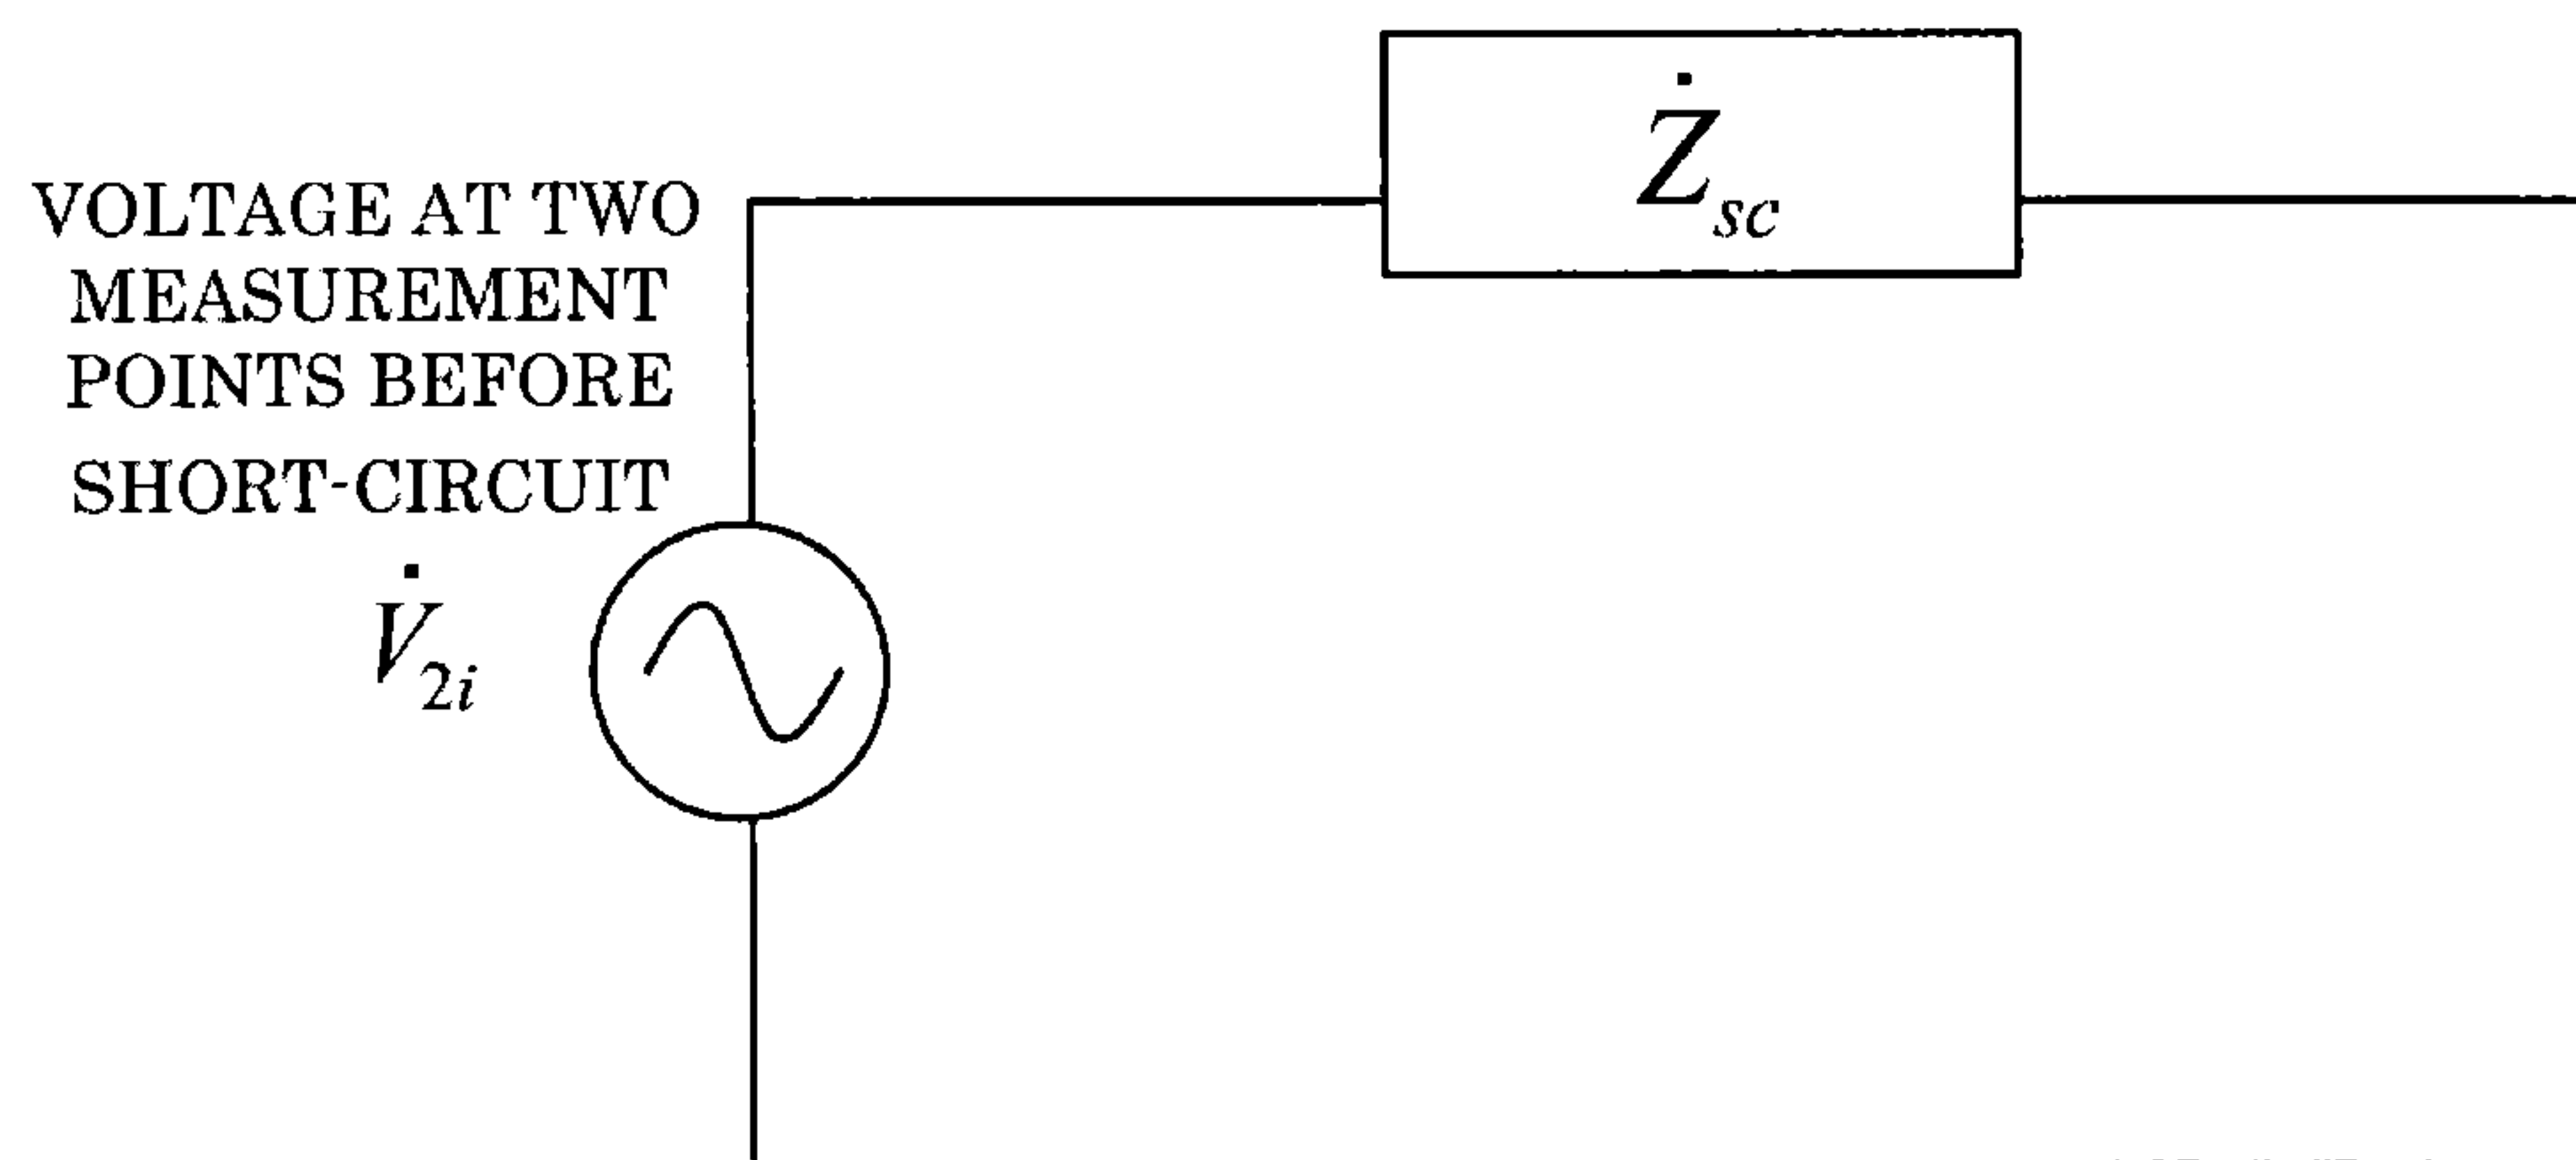 Ż_sc
VOLTAGE AT TWO
MEASUREMENT
POINTS BEFORE
SHORT-CIRCUIT
V̇_2i